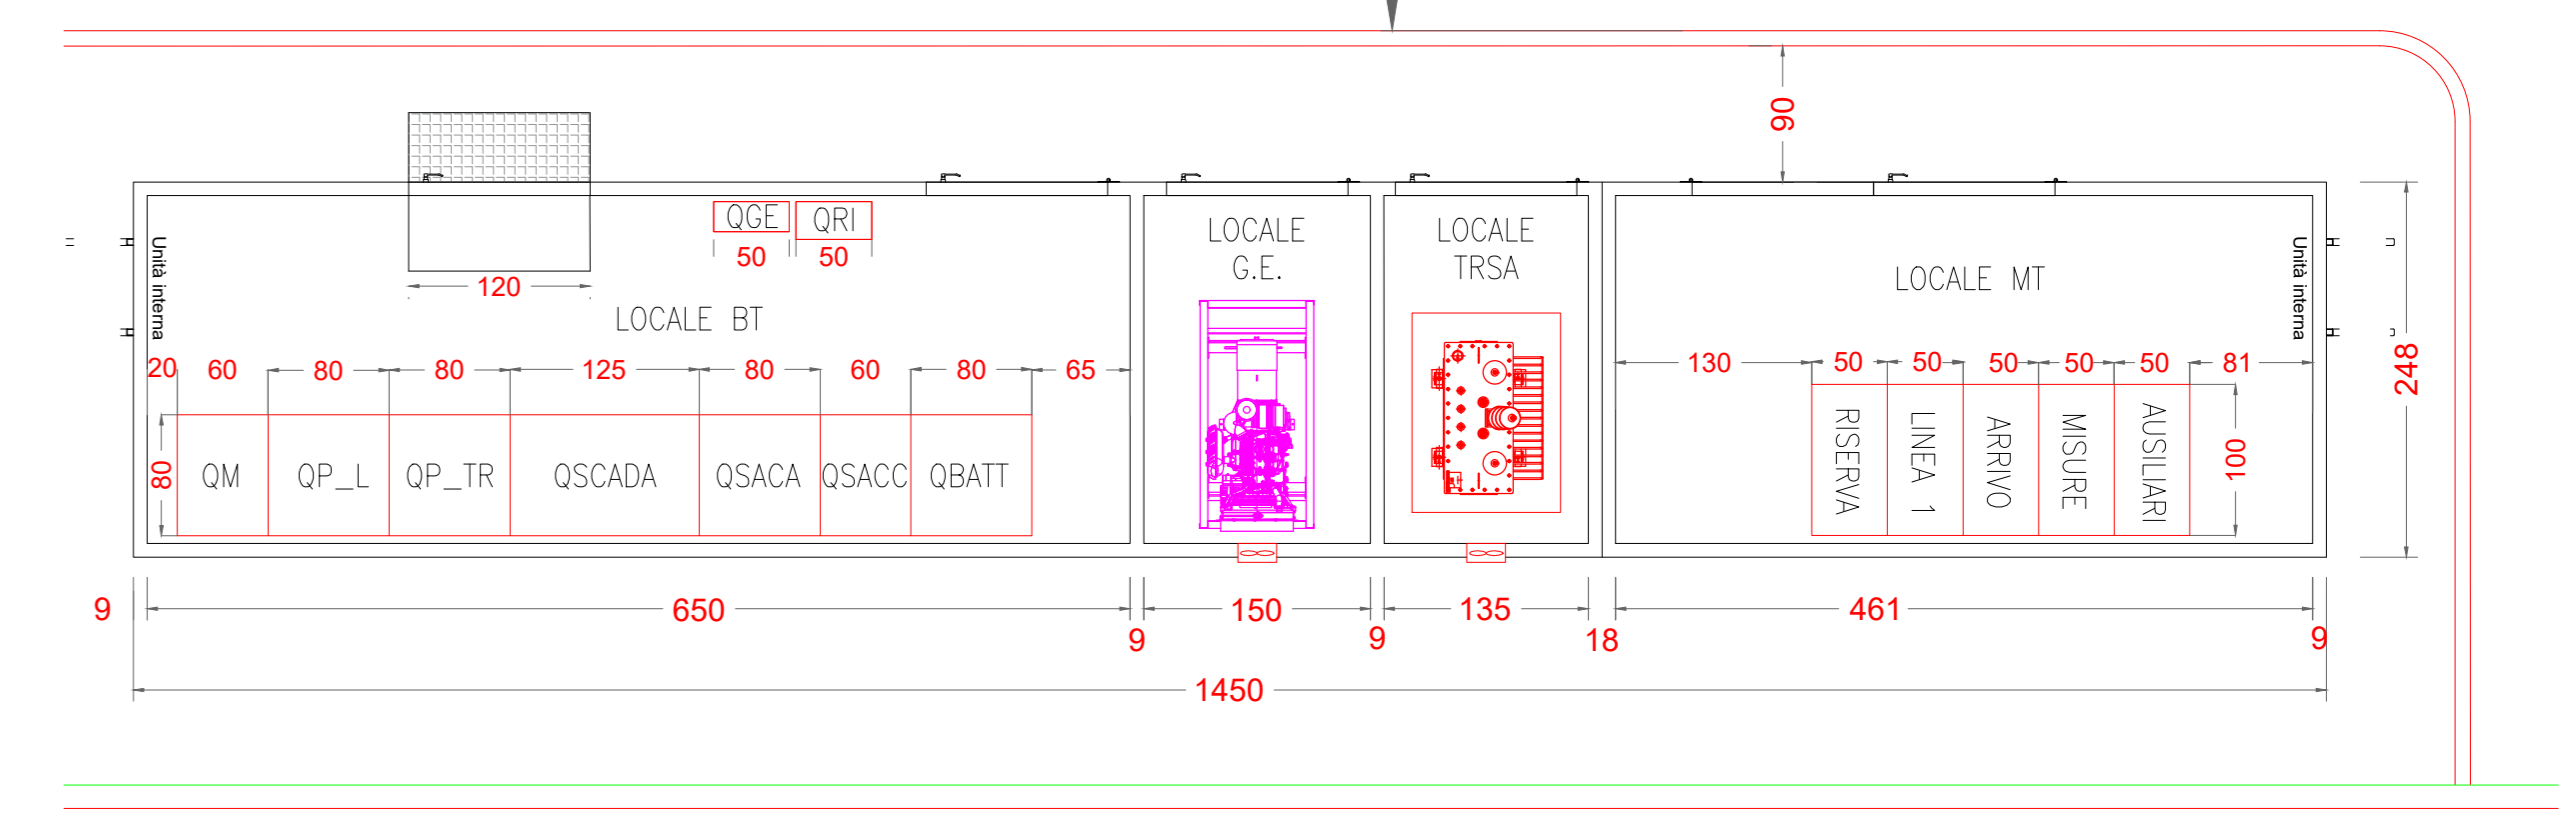 90
QGE
QRI
50
50
120
Unità interna
LOCALE BT
LOCALE
G.E.
LOCALE
TRSA
LOCALE MT
Unità interna
248
20
60
80
80
125
80
60
80
65
130
50
50
50
50
50
81
80
QM
QP_L
QP_TR
QSCADA
QSACA
QSACC
QBATT
RISERVA
LINEA 1
ARRIVO
MISURE
AUSILIARI
100
9
650
150
135
461
9
9
18
9
1450